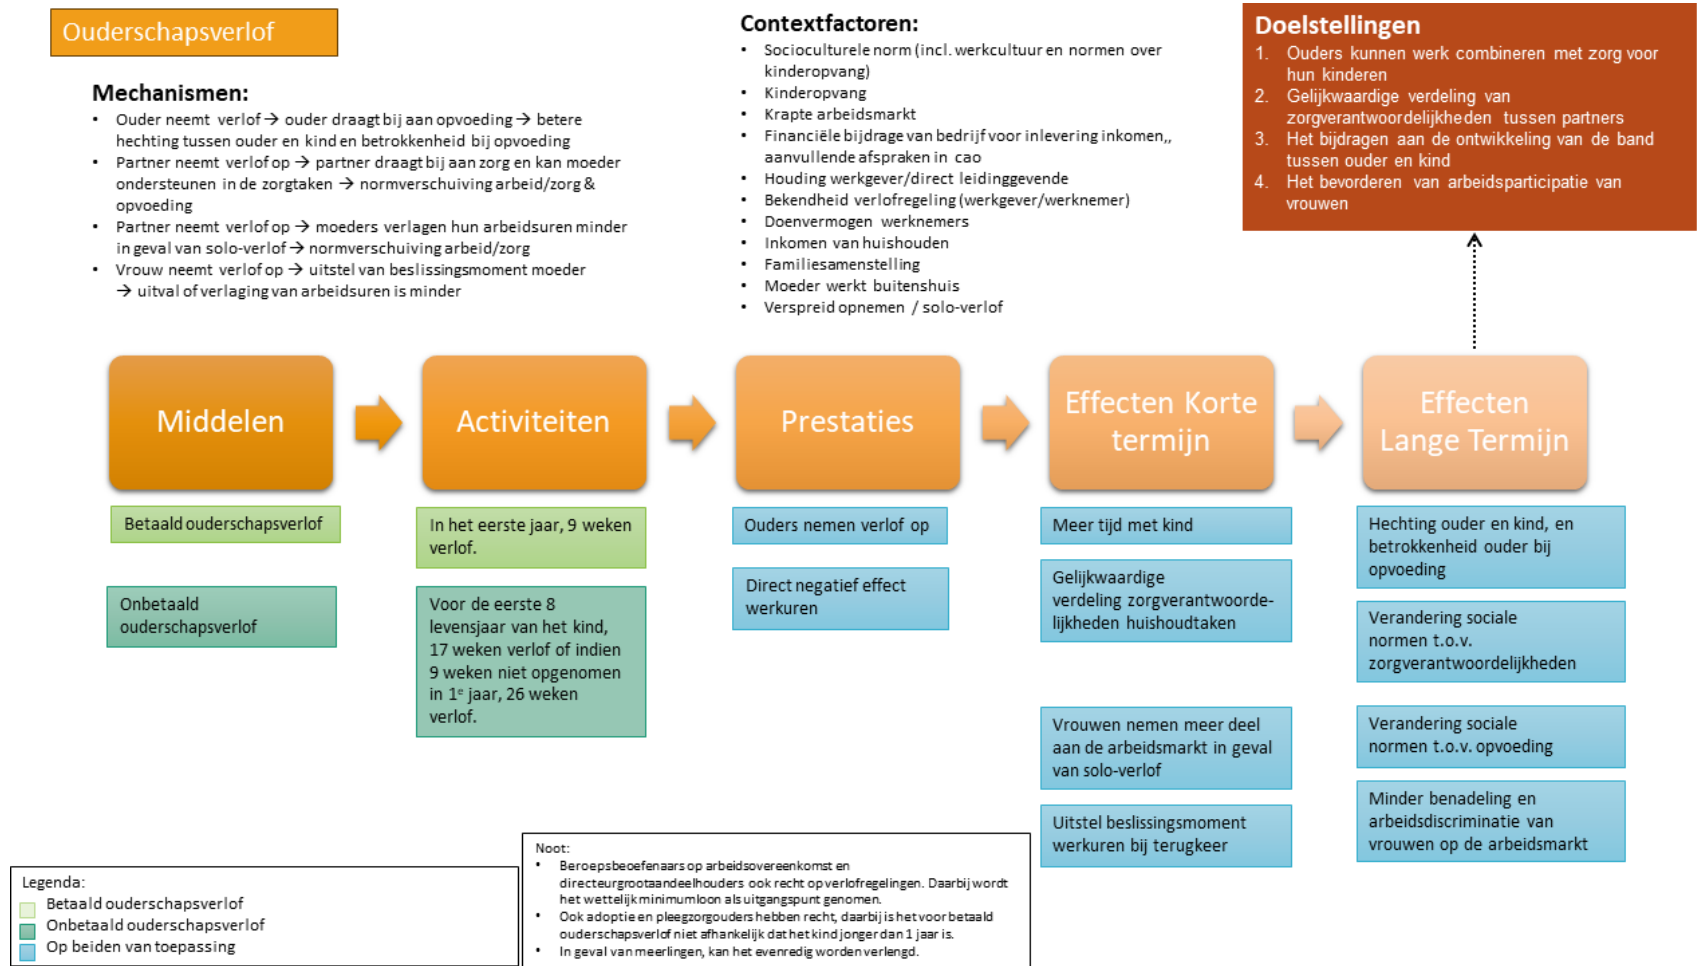 Ouderschapsverlof
Mechanismen:
• Ouder neemt verlof → ouder draagt bij aan opvoeding → betere
hechting tussen ouder en kind en betrokkenheid bij opvoeding
• Partner neemt verlof op → partner draagt bij aan zorg en kan moeder
ondersteunen in de zorgtaken → normverschuiving arbeid/zorg &
opvoeding
• Partner neemt verlof op → moeders verlagen hun arbeidsuren minder
in geval van solo-verlof → normverschuiving arbeid/zorg
• Vrouw neemt verlof op → uitstel van beslissingsmoment moeder
→ uitval of verlaging van arbeidsuren is minder
Contextfactoren:
• Socioculturele norm (incl. werkcultuur en normen over
kinderopvang)
• Kinderopvang
• Krapte arbeidsmarkt
• Financiële bijdrage van bedrijf voor inlevering inkomen,,
aanvullende afspraken in cao
• Houding werkgever/direct leidinggevende
• Bekendheid verlofregeling (werkgever/werknemer)
• Doenvermogen werknemers
• Inkomen van huishouden
• Familiesamenstelling
• Moeder werkt buitenshuis
• Verspreid opnemen / solo-verlof
Doelstellingen
1. Ouders kunnen werk combineren met zorg voor
hun kinderen
2. Gelijkwaardige verdeling van
zorgverantwoordelijkheden tussen partners
3. Het bijdragen aan de ontwikkeling van de band
tussen ouder en kind
4. Het bevorderen van arbeidsparticipatie van
vrouwen
Middelen
Activiteiten
Prestaties
Effecten Korte
termijn
Effecten
Lange Termijn
Betaald ouderschapsverlof
Onbetaald
ouderschapsverlof
In het eerste jaar, 9 weken
verlof.
Voor de eerste 8
levensjaar van het kind,
17 weken verlof of indien
9 weken niet opgenomen
in 1e jaar, 26 weken
verlof.
Ouders nemen verlof op
Direct negatief effect
werkuren
Meer tijd met kind
Gelijkwaardige
verdeling zorgverantwoorde-
lijkheden huishoudtaken
Vrouwen nemen meer deel
aan de arbeidsmarkt in geval
van solo-verlof
Uitstel beslissingsmoment
werkuren bij terugkeer
Hechting ouder en kind, en
betrokkenheid ouder bij
opvoeding
Verandering sociale
normen t.o.v.
zorgverantwoordelijkheden
Verandering sociale
normen t.o.v. opvoeding
Minder benadeling en
arbeidsdiscriminatie van
vrouwen op de arbeidsmarkt
Legenda:
Betaald ouderschapsverlof
Onbetaald ouderschapsverlof
Op beiden van toepassing
Noot:
• Beroepsbeoefenaars op arbeidsovereenkomst en
directeurgrootaandeelhouders ook recht op verlofregelingen. Daarbij wordt
het wettelijk minimumloon als uitgangspunt genomen.
• Ook adoptie en pleegzorgouders hebben recht, daarbij is het voor betaald
ouderschapsverlof niet afhankelijk dat het kind jonger dan 1 jaar is.
• In geval van meerlingen, kan het evenredig worden verlengd.